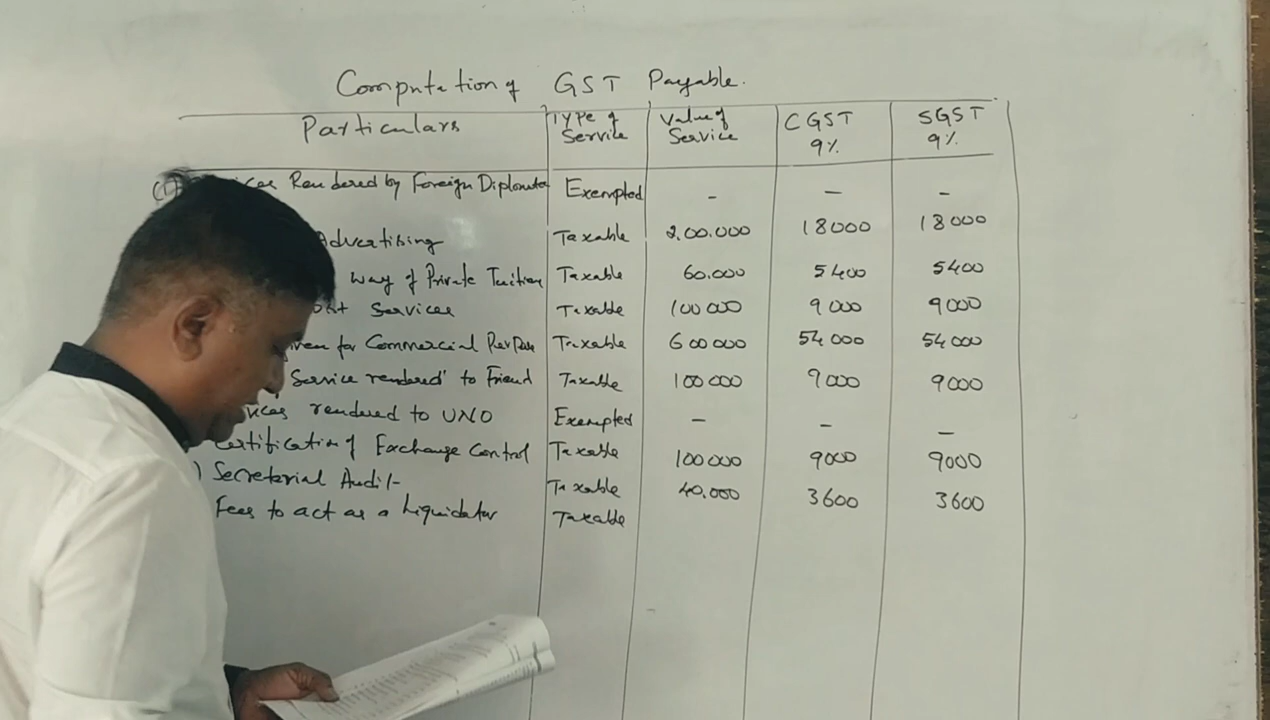 Computation of GST Payable.
Particulars Type of Service Value of Service CGST 9% SGST 9%
Rendered by Foreign Diplomats Exempted - - -
Advertising Taxable 2,00,000 18000 18000
way of Private Tuition Taxable 60,000 5400 5400
Services Taxable 100000 9000 9000
for Commercial Purpose Taxable 600000 54000 54000
Service rendered to Friend Taxable 100000 9000 9000
rendered to UNO Exempted - - -
Certification of Exchange Control Taxable 100000 9000 9000
) Secretarial Audit- Taxable 40,000 3600 3600
Fees to act as a Liquidator Taxable